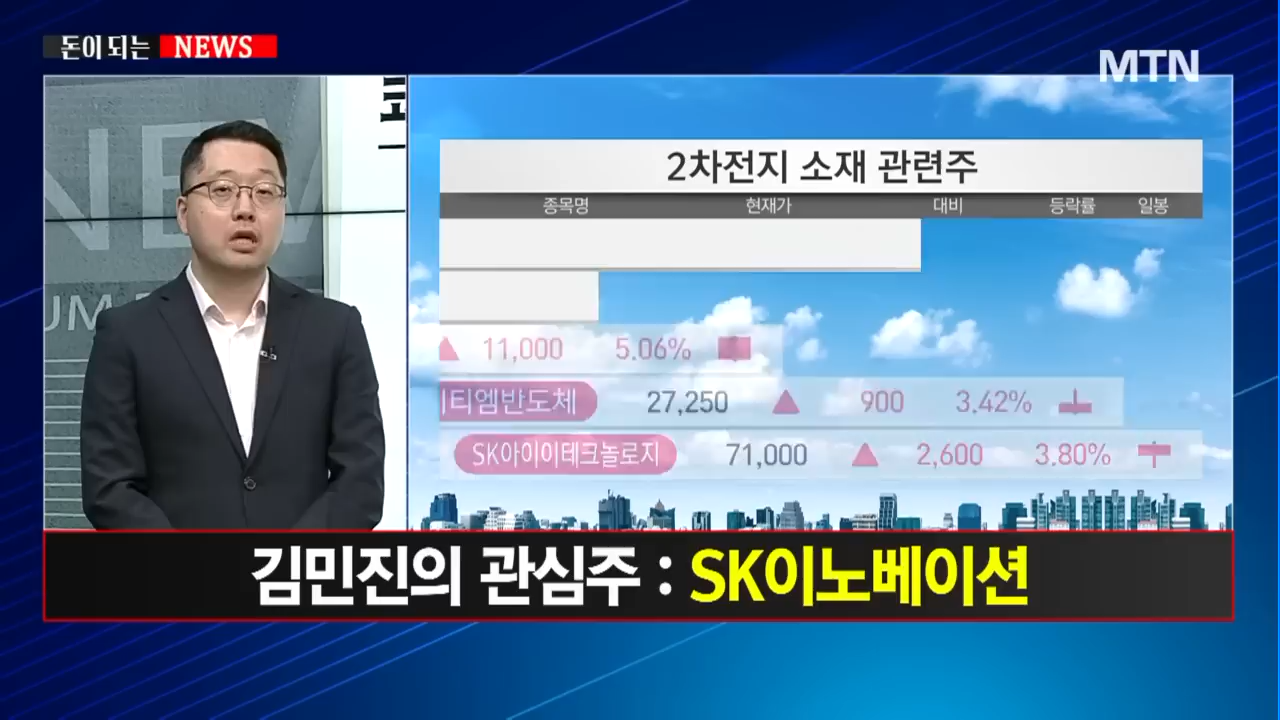 돈이 되는 NEWS
MTN
NEW
UM
2차전지 소재 관련주
종목명 현재가 대비 등락률 일봉
▲ 11,000 5.06%
티엠반도체 27,250 ▲ 900 3.42%
SK아이이테크놀로지 71,000 ▲ 2,600 3.80%
김민진의 관심주 : SK이노베이션